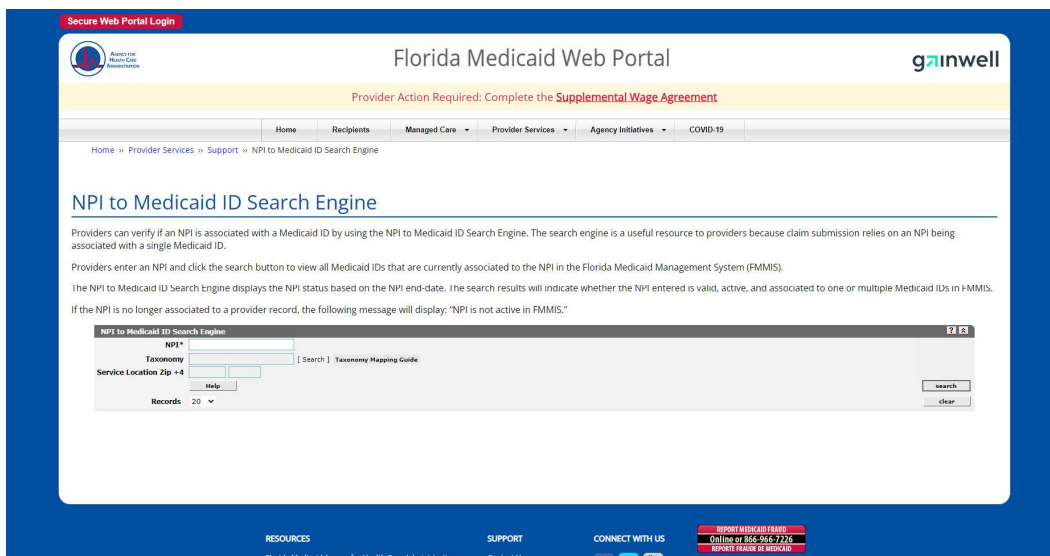 Secure Web Portal Login
AGENCY FOR
HEALTH CARE
ADMINISTRATION
Florida Medicaid Web Portal
gainwell
Provider Action Required: Complete the Supplemental Wage Agreement
Home Recipients Managed Care Provider Services Agency Initiatives COVID-19
Home » Provider Services » Support » NPI to Medicaid ID Search Engine
NPI to Medicaid ID Search Engine
Providers can verify if an NPI is associated with a Medicaid ID by using the NPI to Medicaid ID Search Engine. The search engine is a useful resource to providers because claim submission relies on an NPI being
associated with a single Medicaid ID.
Providers enter an NPI and click the search button to view all Medicaid IDs that are currently associated to the NPI in the Florida Medicaid Management System (FMMIS).
The NPI to Medicaid ID Search Engine displays the NPI status based on the NPI end-date. The search results will indicate whether the NPI entered is valid, active, and associated to one or multiple Medicaid IDs in FMMIS.
If the NPI is no longer associated to a provider record, the following message will display: “NPI is not active in FMMIS.”
NPI to Medicaid ID Search Engine ?
NPI*
Taxonomy [ Search ] Taxonomy Mapping Guide
Service Location Zip +4
Help search
Records 20 clear
RESOURCES SUPPORT CONNECT WITH US
REPORT MEDICAID FRAUD
Online or 866-966-7226
REPORTE FRAUDE DE MEDICAID